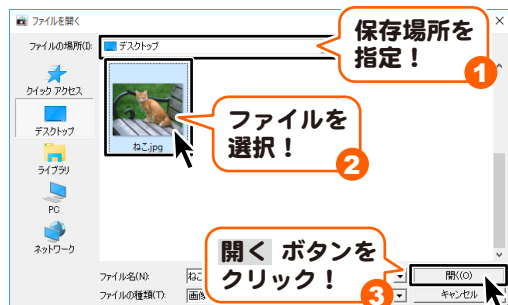 ファイルを開く
ファイルの場所(I):
デスクトップ
保存場所を
指定！
1
クイック アクセス
デスクトップ
ライブラリ
PC
ネットワーク
ねこ.jpg
ファイルを
選択！
2
開く ボタンを
クリック！
3
ファイル名(N):
ねこ
開く(O)
ファイルの種類(T):
画像
キャンセル